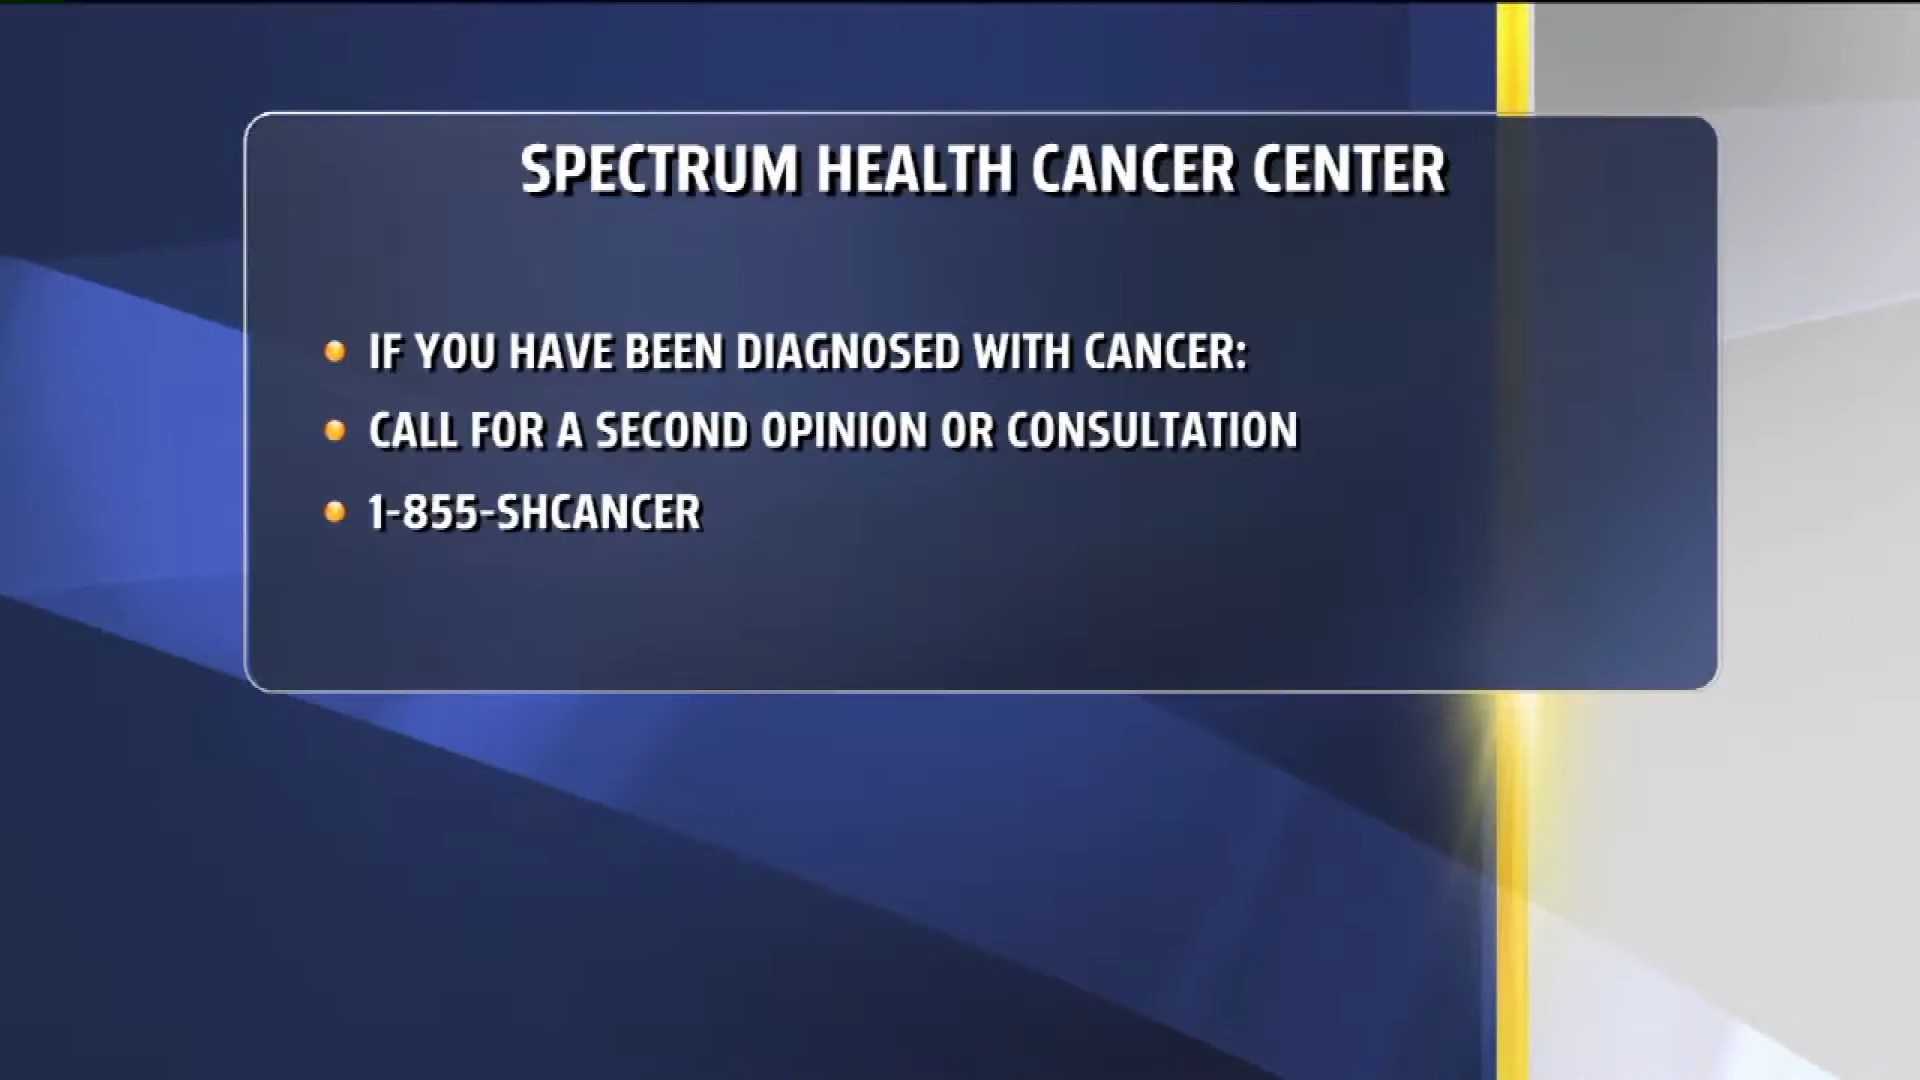 SPECTRUM HEALTH CANCER CENTER
IF YOU HAVE BEEN DIAGNOSED WITH CANCER:
CALL FOR A SECOND OPINION OR CONSULTATION
1-855-SHCANCER